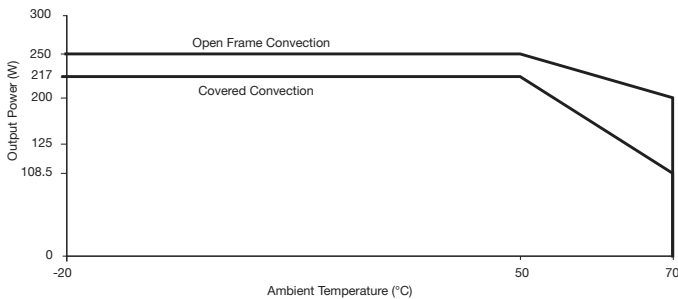 300
Open Frame Convection
250
217
Covered Convection
200
Output Power (W)
125
108.5
0
-20
50
70
Ambient Temperature (°C)